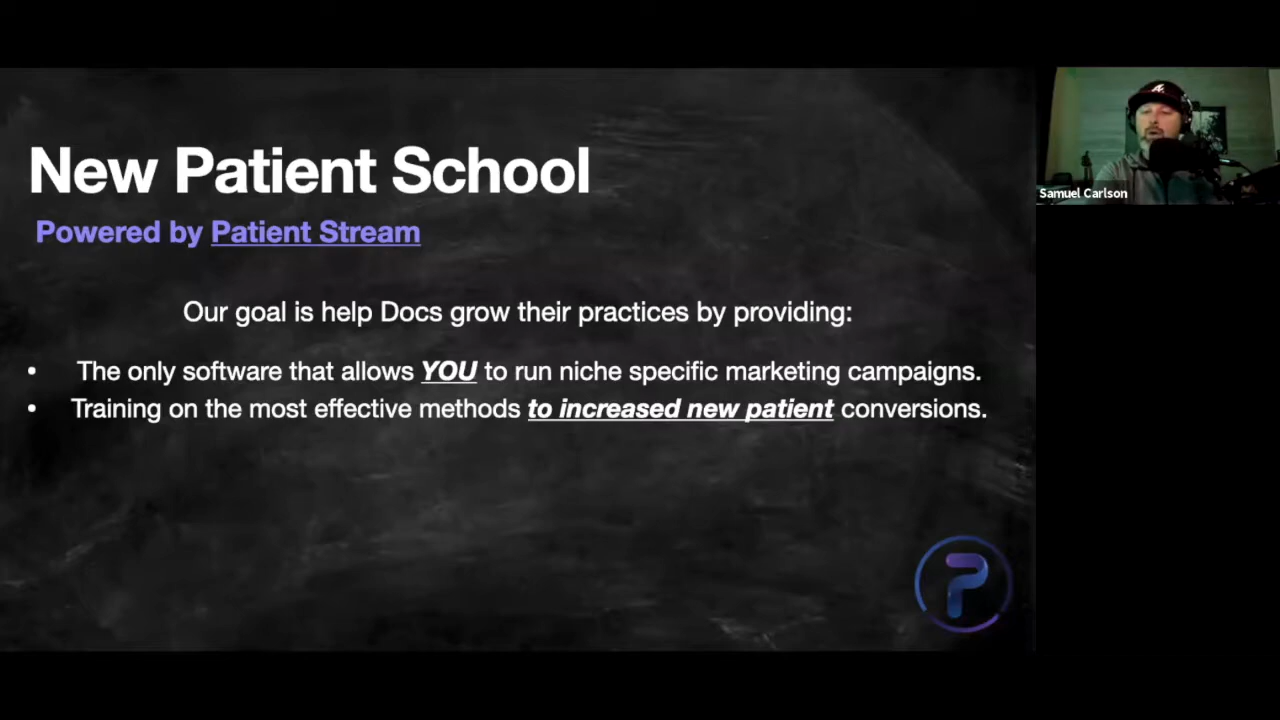 New Patient School
Powered by Patient Stream
Our goal is help Docs grow their practices by providing:
• The only software that allows YOU to run niche specific marketing campaigns.
• Training on the most effective methods to increased new patient conversions.
Samuel Carlson